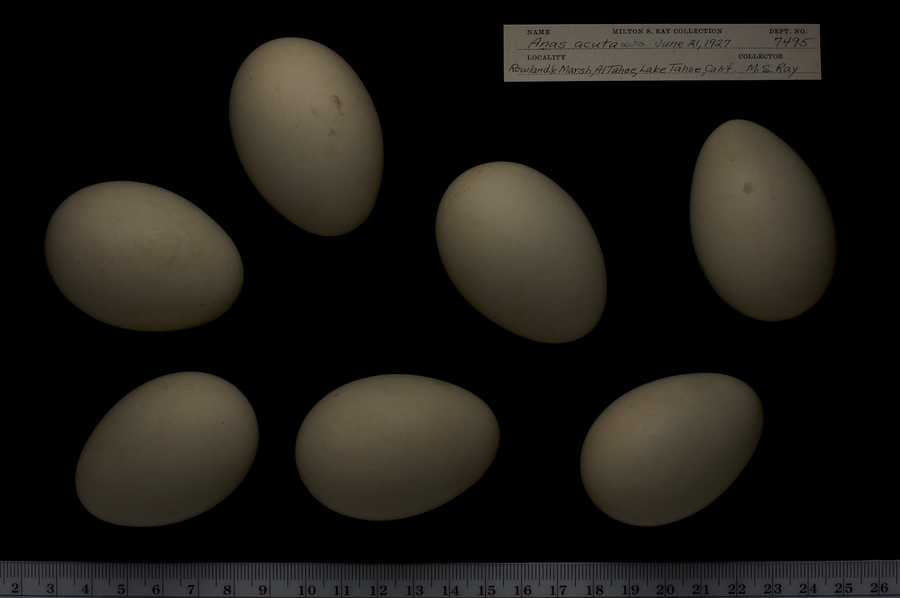 NAME MILTON S. RAY COLLECTION DEPT. NO.
Anas acuta June 21, 1927 7495
LOCALITY COLLECTOR
Rowland's Marsh, Al Tahoe, Lake Tahoe, Calif. M.S. Ray
2 3 4 5 6 7 8 9 10 11 12 13 14 15 16 17 18 19 20 21 22 23 24 25 26